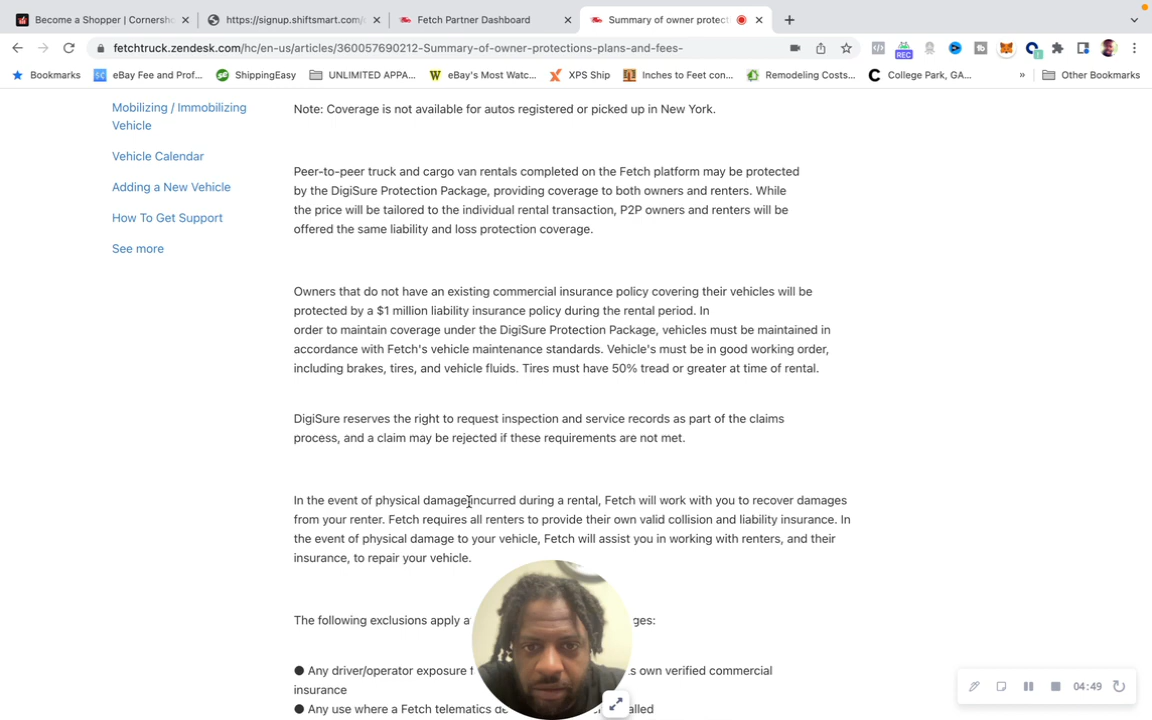 Become a Shopper | Cornersh
https://signup.shiftsmart.com/
Fetch Partner Dashboard
Summary of owner protect
fetchtruck.zendesk.com/hc/en-us/articles/360057690212-Summary-of-owner-protections-plans-and-fees-
REC
Bookmarks
eBay Fee and Prof...
ShippingEasy
UNLIMITED APPA...
eBay's Most Watc...
XPS Ship
Inches to Feet con...
Remodeling Costs...
College Park, GA...
»
Other Bookmarks
Mobilizing / Immobilizing
Vehicle
Vehicle Calendar
Adding a New Vehicle
How To Get Support
See more
Note: Coverage is not available for autos registered or picked up in New York.
Peer-to-peer truck and cargo van rentals completed on the Fetch platform may be protected
by the DigiSure Protection Package, providing coverage to both owners and renters. While
the price will be tailored to the individual rental transaction, P2P owners and renters will be
offered the same liability and loss protection coverage.
Owners that do not have an existing commercial insurance policy covering their vehicles will be
protected by a $1 million liability insurance policy during the rental period. In
order to maintain coverage under the DigiSure Protection Package, vehicles must be maintained in
accordance with Fetch's vehicle maintenance standards. Vehicle's must be in good working order,
including brakes, tires, and vehicle fluids. Tires must have 50% tread or greater at time of rental.
DigiSure reserves the right to request inspection and service records as part of the claims
process, and a claim may be rejected if these requirements are not met.
In the event of physical damage incurred during a rental, Fetch will work with you to recover damages
from your renter. Fetch requires all renters to provide their own valid collision and liability insurance. In
the event of physical damage to your vehicle, Fetch will assist you in working with renters, and their
insurance, to repair your vehicle.
The following exclusions apply ges:
● Any driver/operator exposure s own verified commercial
insurance
● Any use where a Fetch telematics de lled
04:49